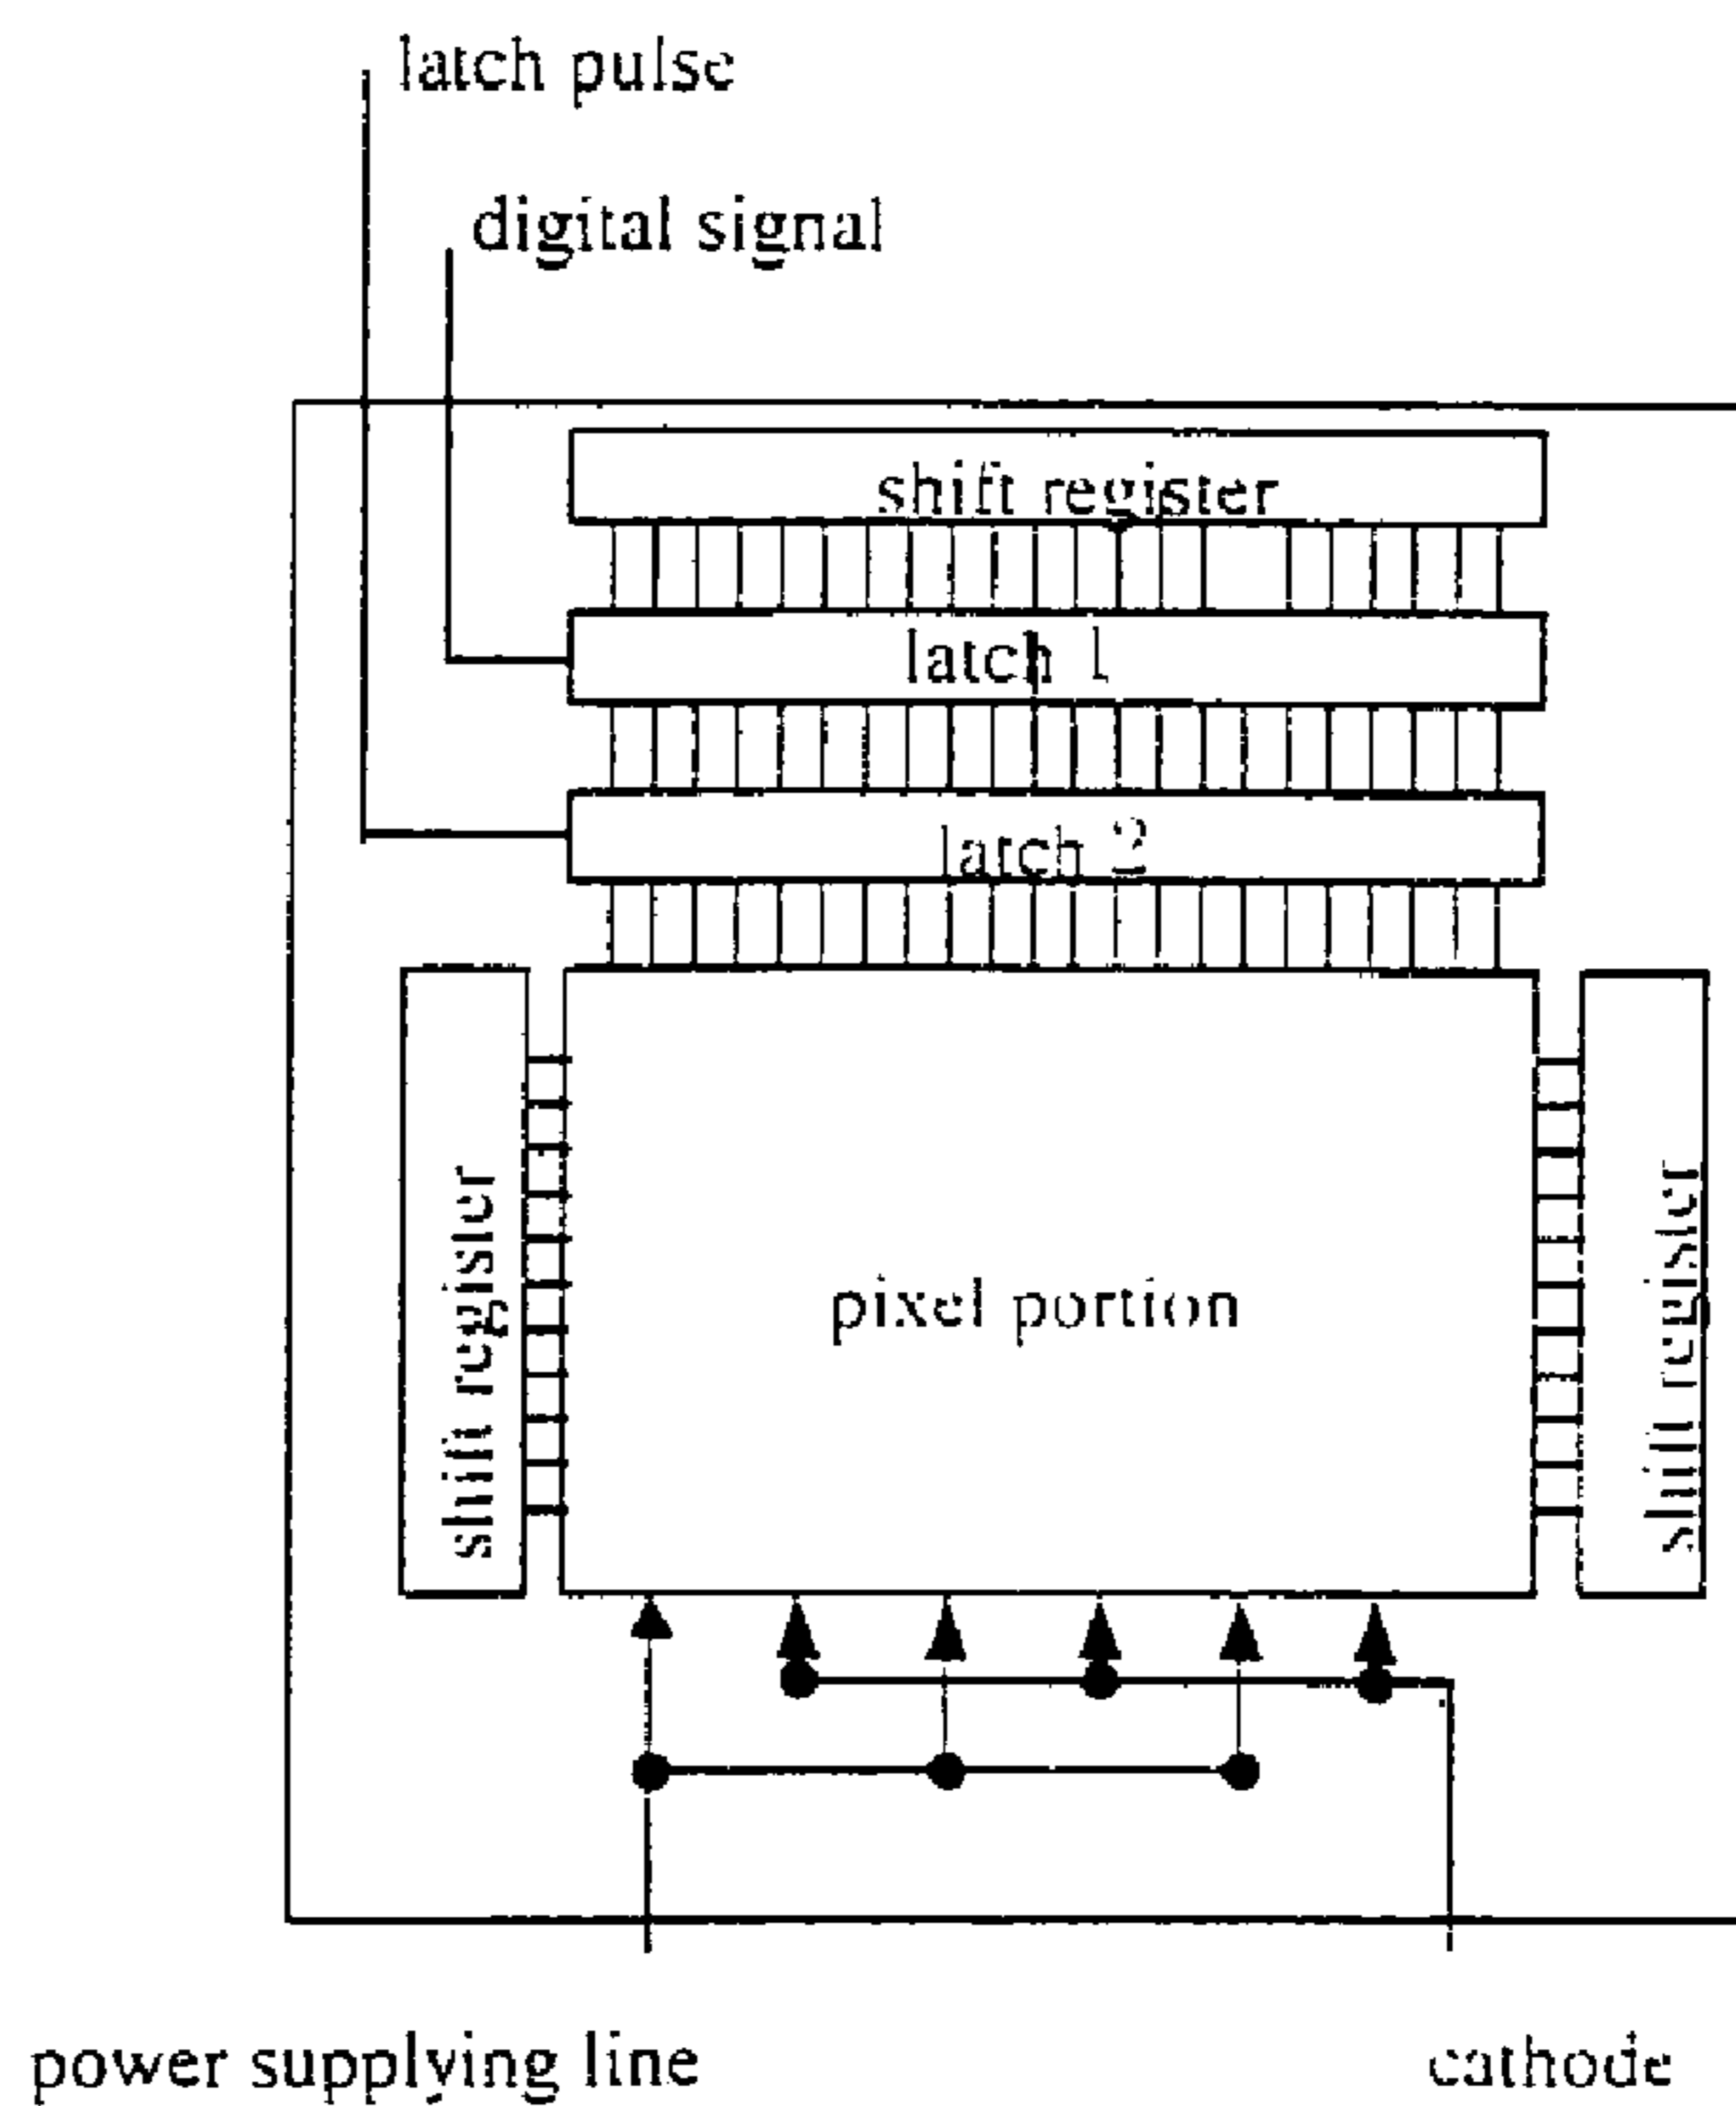 latch pulse
digital signal
shift register
latch 1
latch 2
shift register
pixel portion
shift register
power supplying line
cathode